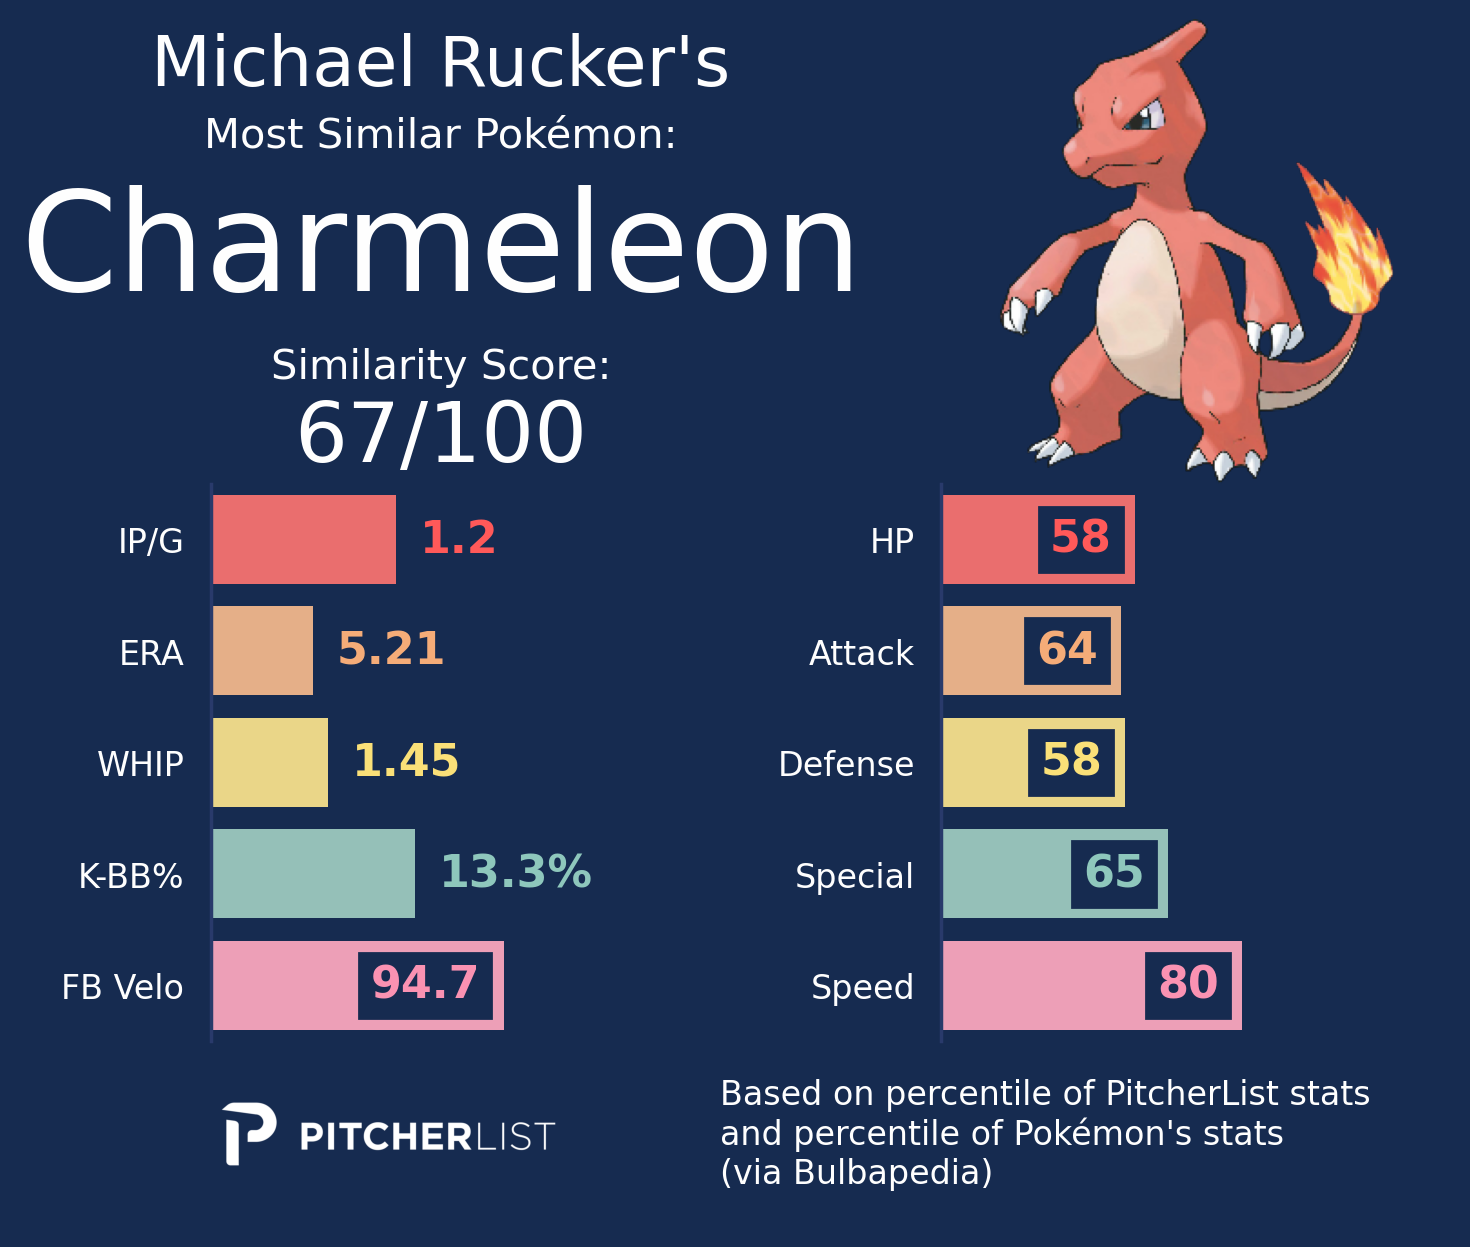 Michael Rucker's
Most Similar Pokémon:
Charmeleon
Similarity Score:
67/100
IP/G 1.2
ERA 5.21
WHIP 1.45
K-BB% 13.3%
FB Velo 94.7
HP 58
Attack 64
Defense 58
Special 65
Speed 80
PITCHERLIST
Based on percentile of PitcherList stats
and percentile of Pokémon's stats
(via Bulbapedia)